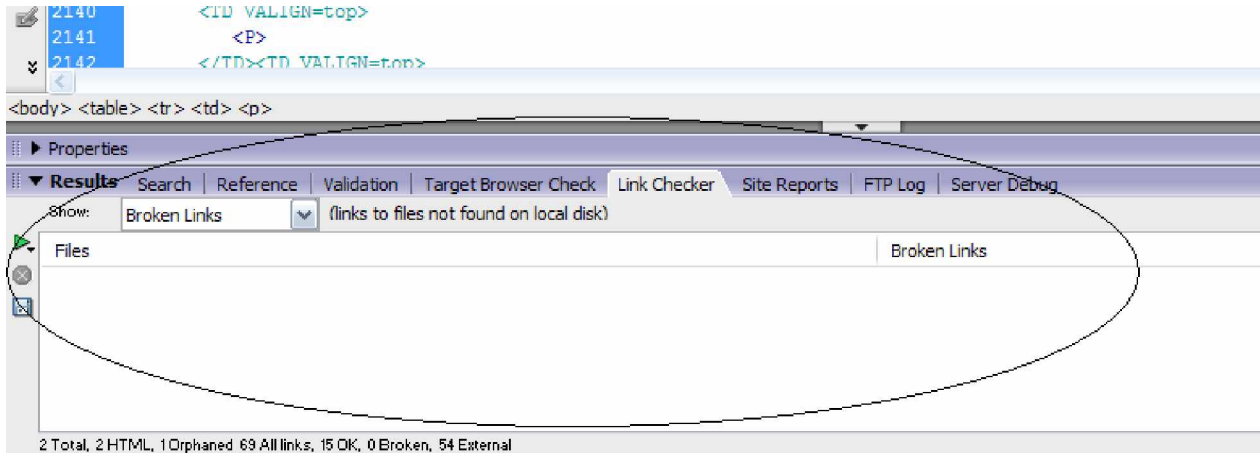 2140 <TD VALIGN=top>
2141 <P>
2142 </TD><TD VALIGN=top>
<body> <table> <tr> <td> <p>
Properties
Results Search Reference Validation Target Browser Check Link Checker Site Reports FTP Log Server Debug
Show: Broken Links (links to files not found on local disk)
Files Broken Links
2 Total, 2 HTML, 1 Orphaned 69 All links, 15 OK, 0 Broken, 54 External